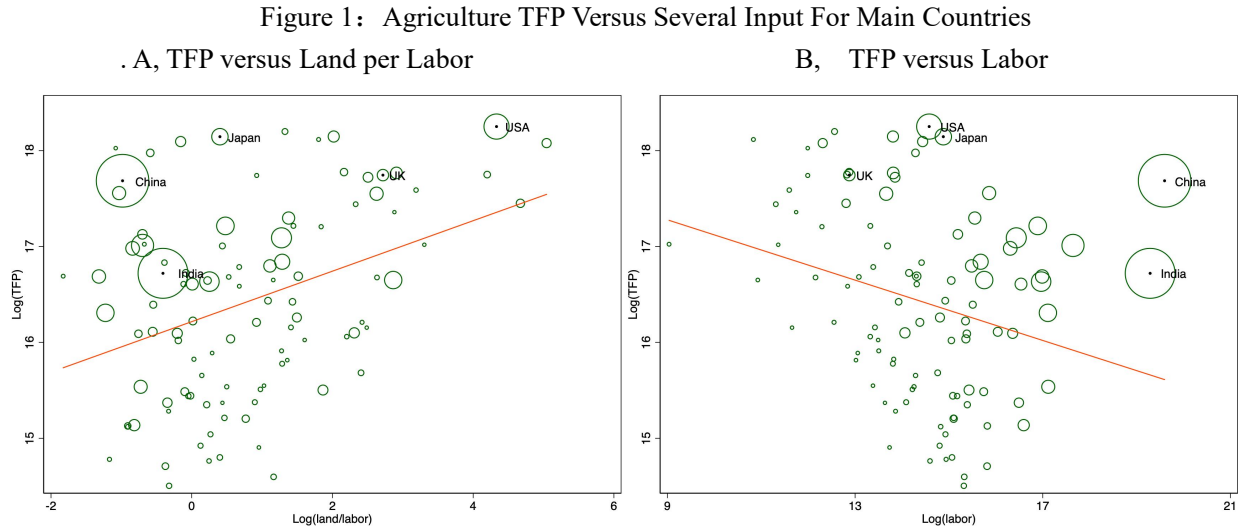 Figure 1： Agriculture TFP Versus Several Input For Main Countries
. A, TFP versus Land per Labor
B, TFP versus Labor
Log(TFP)
18
17
16
15
USA
Japan
China
UK
India
-2 0 2 4 6
Log(land/labor)
Log(TFP)
18
17
16
15
USA
Japan
UK
China
India
9 13 17 21
Log(labor)